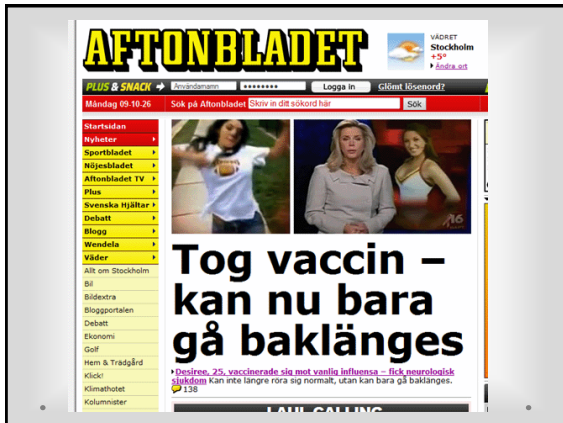 AFTONBLADET
VÄDRET
Stockholm
+5°
Ändra ort
PLUS & SNACK
Användarnamn
Logga in
Glömt lösenord?
Måndag 09-10-26
Sök på Aftonbladet
Skriv in ditt sökord här
Sök
Startsidan
Nyheter
Sportbladet
Nöjesbladet
Aftonbladet TV
Plus
Svenska Hjältar
Debatt
Blogg
Wendela
Väder
Allt om Stockholm
Bil
Bildextra
Bloggportalen
Debatt
Ekonomi
Golf
Hem & Trädgård
Klick!
Klimathotet
Kolumnister
16
Tog vaccin –
kan nu bara
gå baklänges
Desiree, 25, vaccinerade sig mot vanlig influensa – fick neurologisk
sjukdom Kan inte längre röra sig normalt, utan kan bara gå baklänges.
138